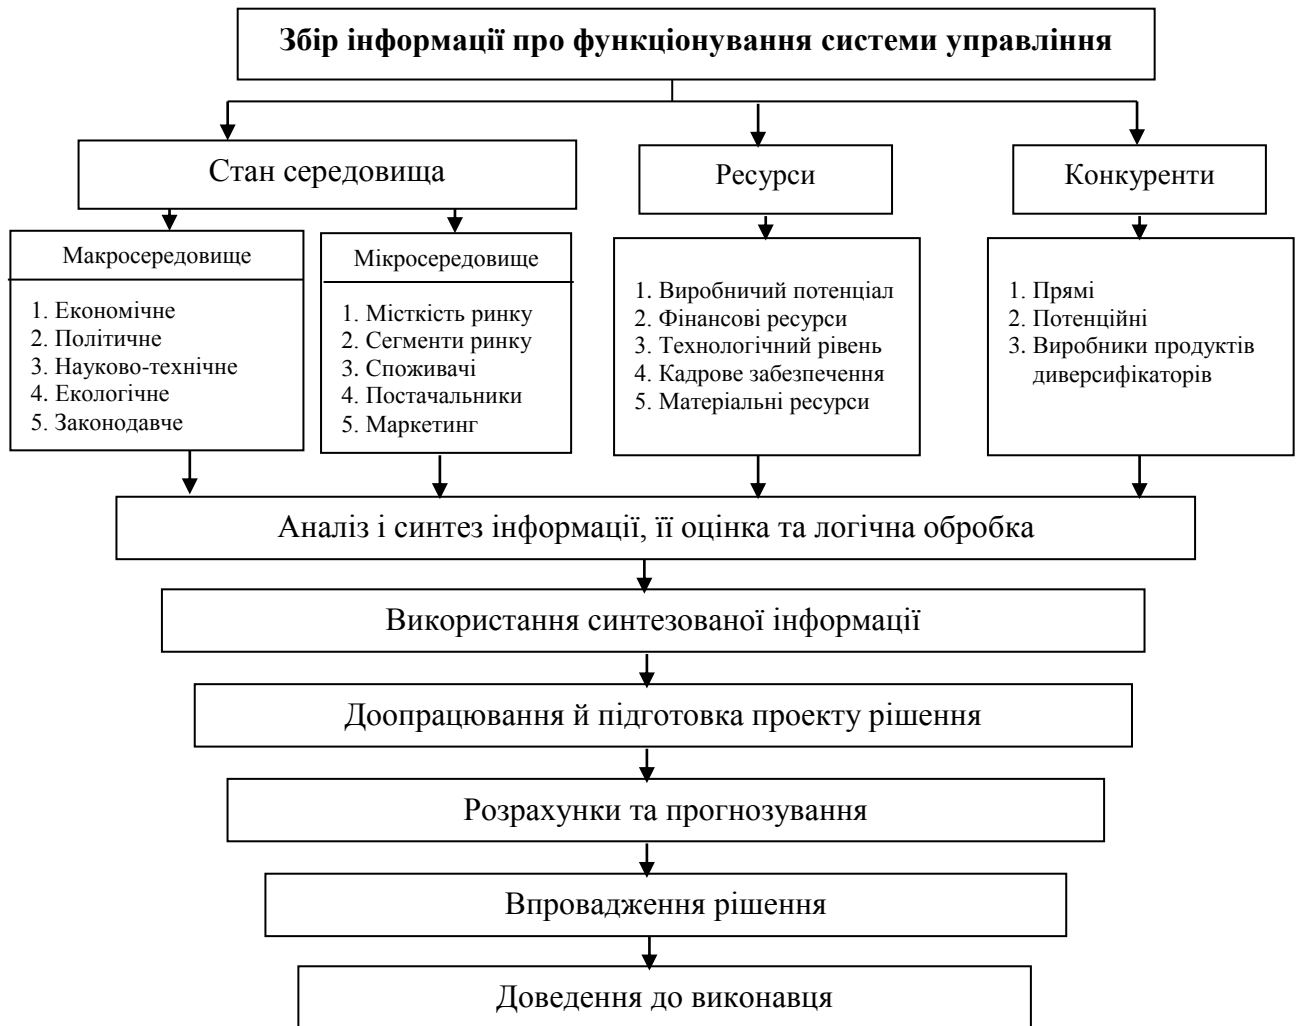 Збір інформації про функціонування системи управління
Стан середовища
Ресурси
Конкуренти
Макросередовище
1. Економічне
2. Політичне
3. Науково-технічне
4. Екологічне
5. Законодавче
Мікросередовище
1. Місткість ринку
2. Сегменти ринку
3. Споживачі
4. Постачальники
5. Маркетинг
1. Виробничий потенціал
2. Фінансові ресурси
3. Технологічний рівень
4. Кадрове забезпечення
5. Матеріальні ресурси
1. Прямі
2. Потенційні
3. Виробники продуктів
диверсифікаторів
Аналіз і синтез інформації, її оцінка та логічна обробка
Використання синтезованої інформації
Доопрацювання й підготовка проекту рішення
Розрахунки та прогнозування
Впровадження рішення
Доведення до виконавця